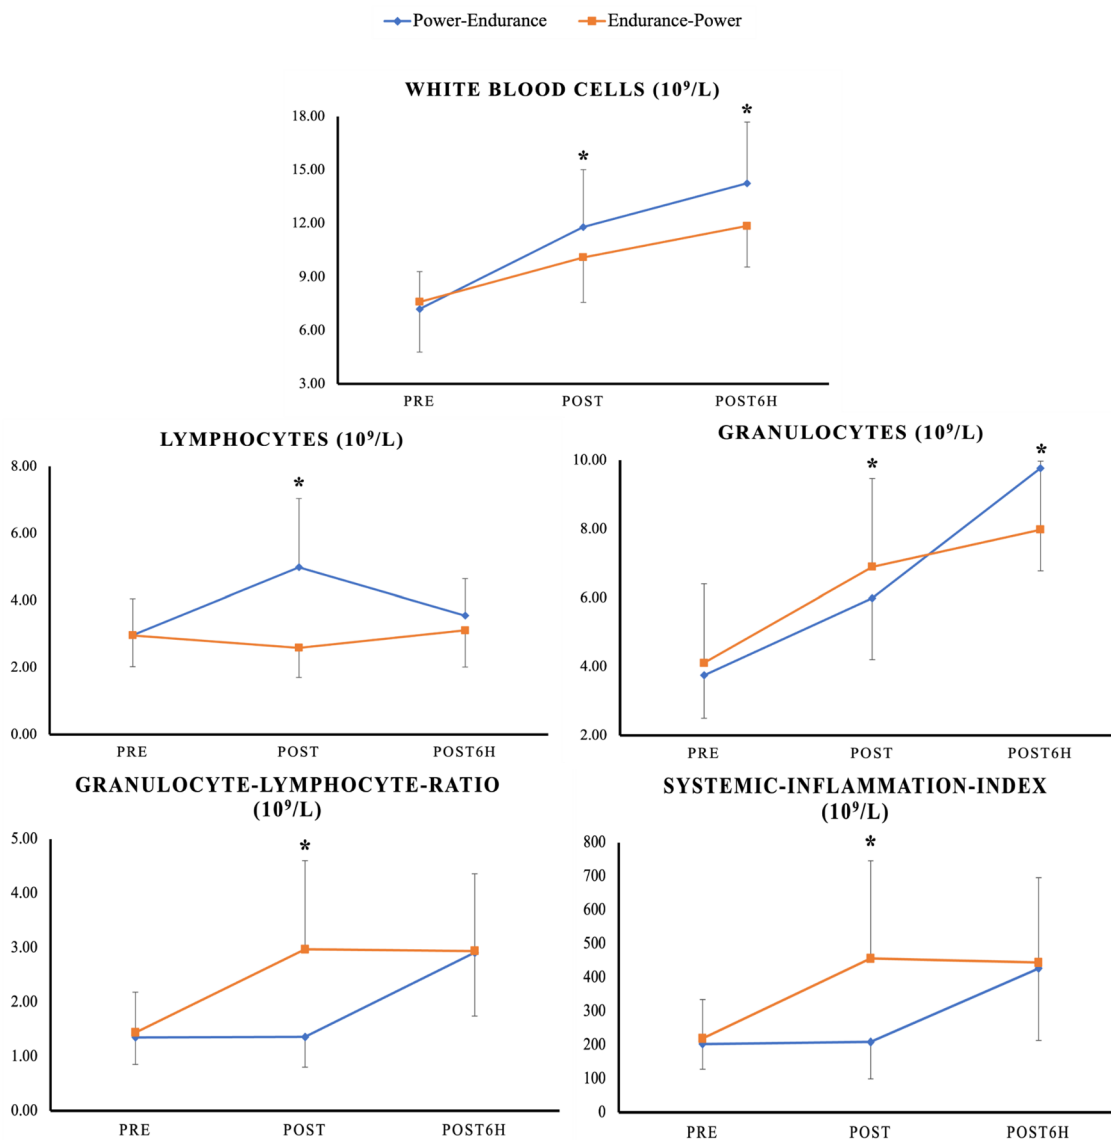 Power-Endurance Endurance-Power
WHITE BLOOD CELLS (10⁹/L)
*
*
18.00
15.00
12.00
9.00
6.00
3.00
PRE POST POST6H
LYMPHOCYTES (10⁹/L)
*
8.00
6.00
4.00
2.00
0.00
PRE POST POST6H
GRANULOCYTES (10⁹/L)
* *
10.00
8.00
6.00
4.00
2.00
PRE POST POST6H
GRANULOCYTE-LYMPHOCYTE-RATIO
(10⁹/L)
*
5.00
4.00
3.00
2.00
1.00
0.00
PRE POST POST6H
SYSTEMIC-INFLAMMATION-INDEX
(10⁹/L)
*
800
700
600
500
400
300
200
100
0
PRE POST POST6H